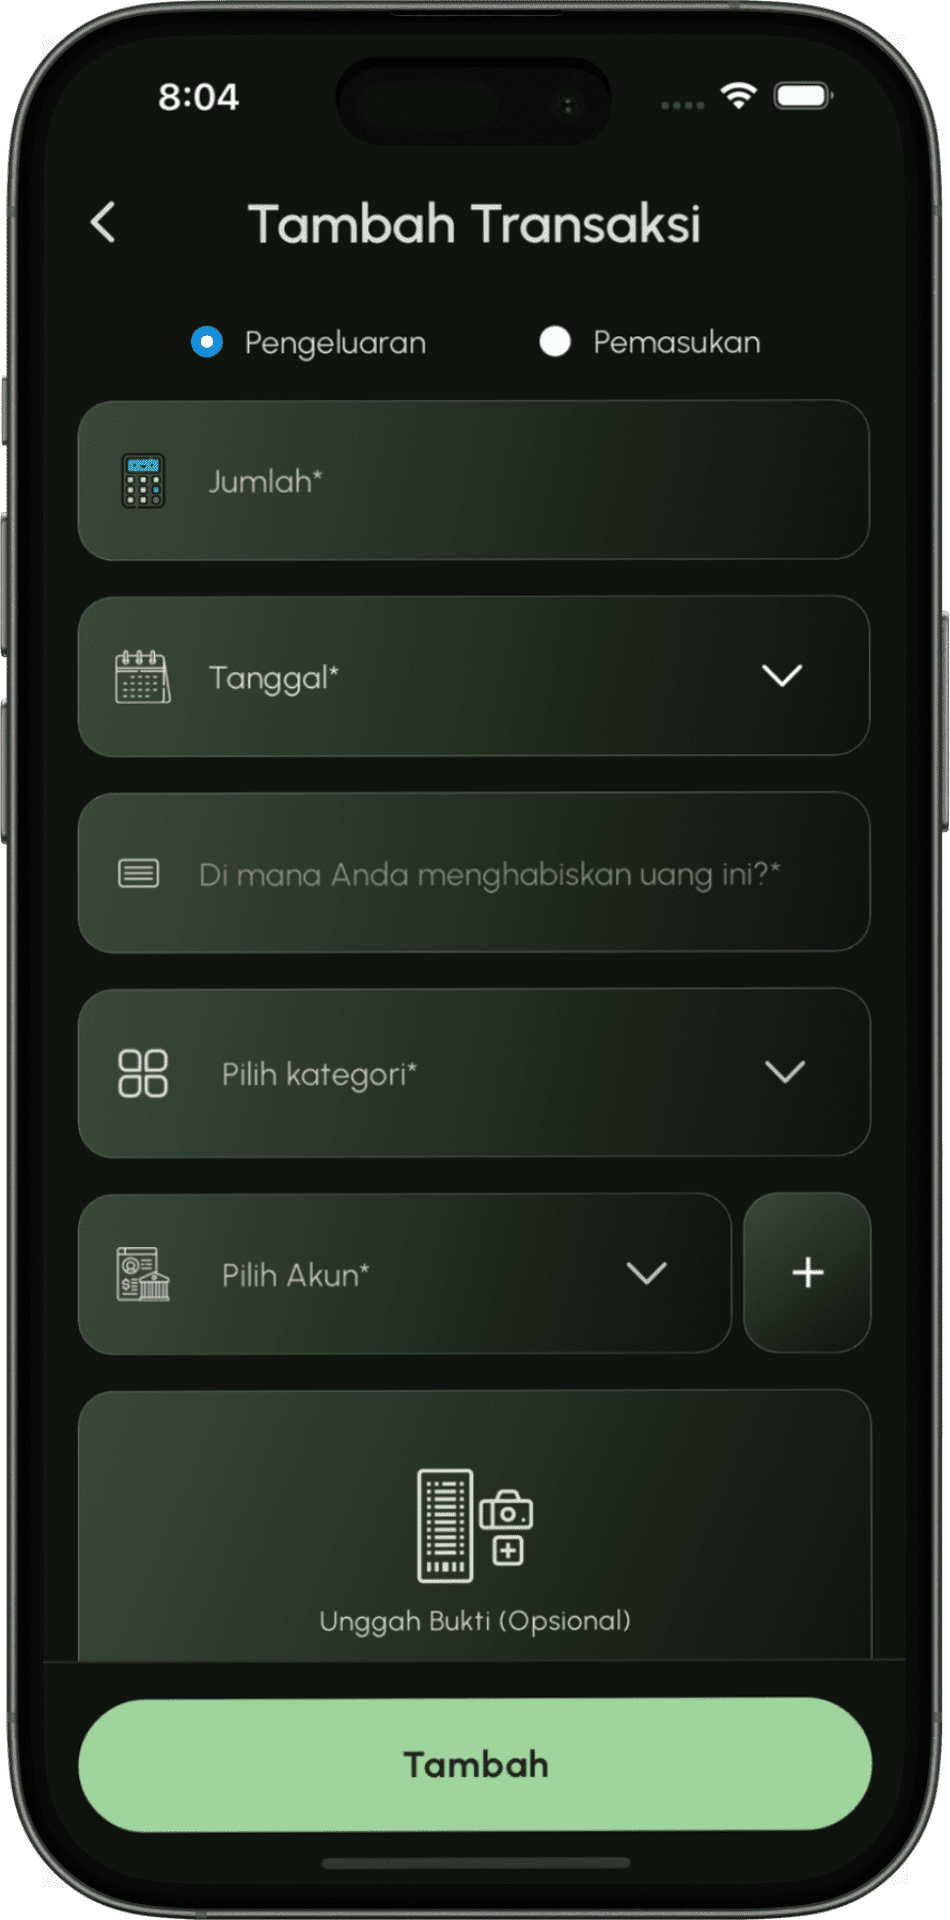 8:04
Tambah Transaksi
Pengeluaran Pemasukan
Jumlah*
Tanggal*
Di mana Anda menghabiskan uang ini?*
Pilih kategori*
Pilih Akun*
Unggah Bukti (Opsional)
Tambah